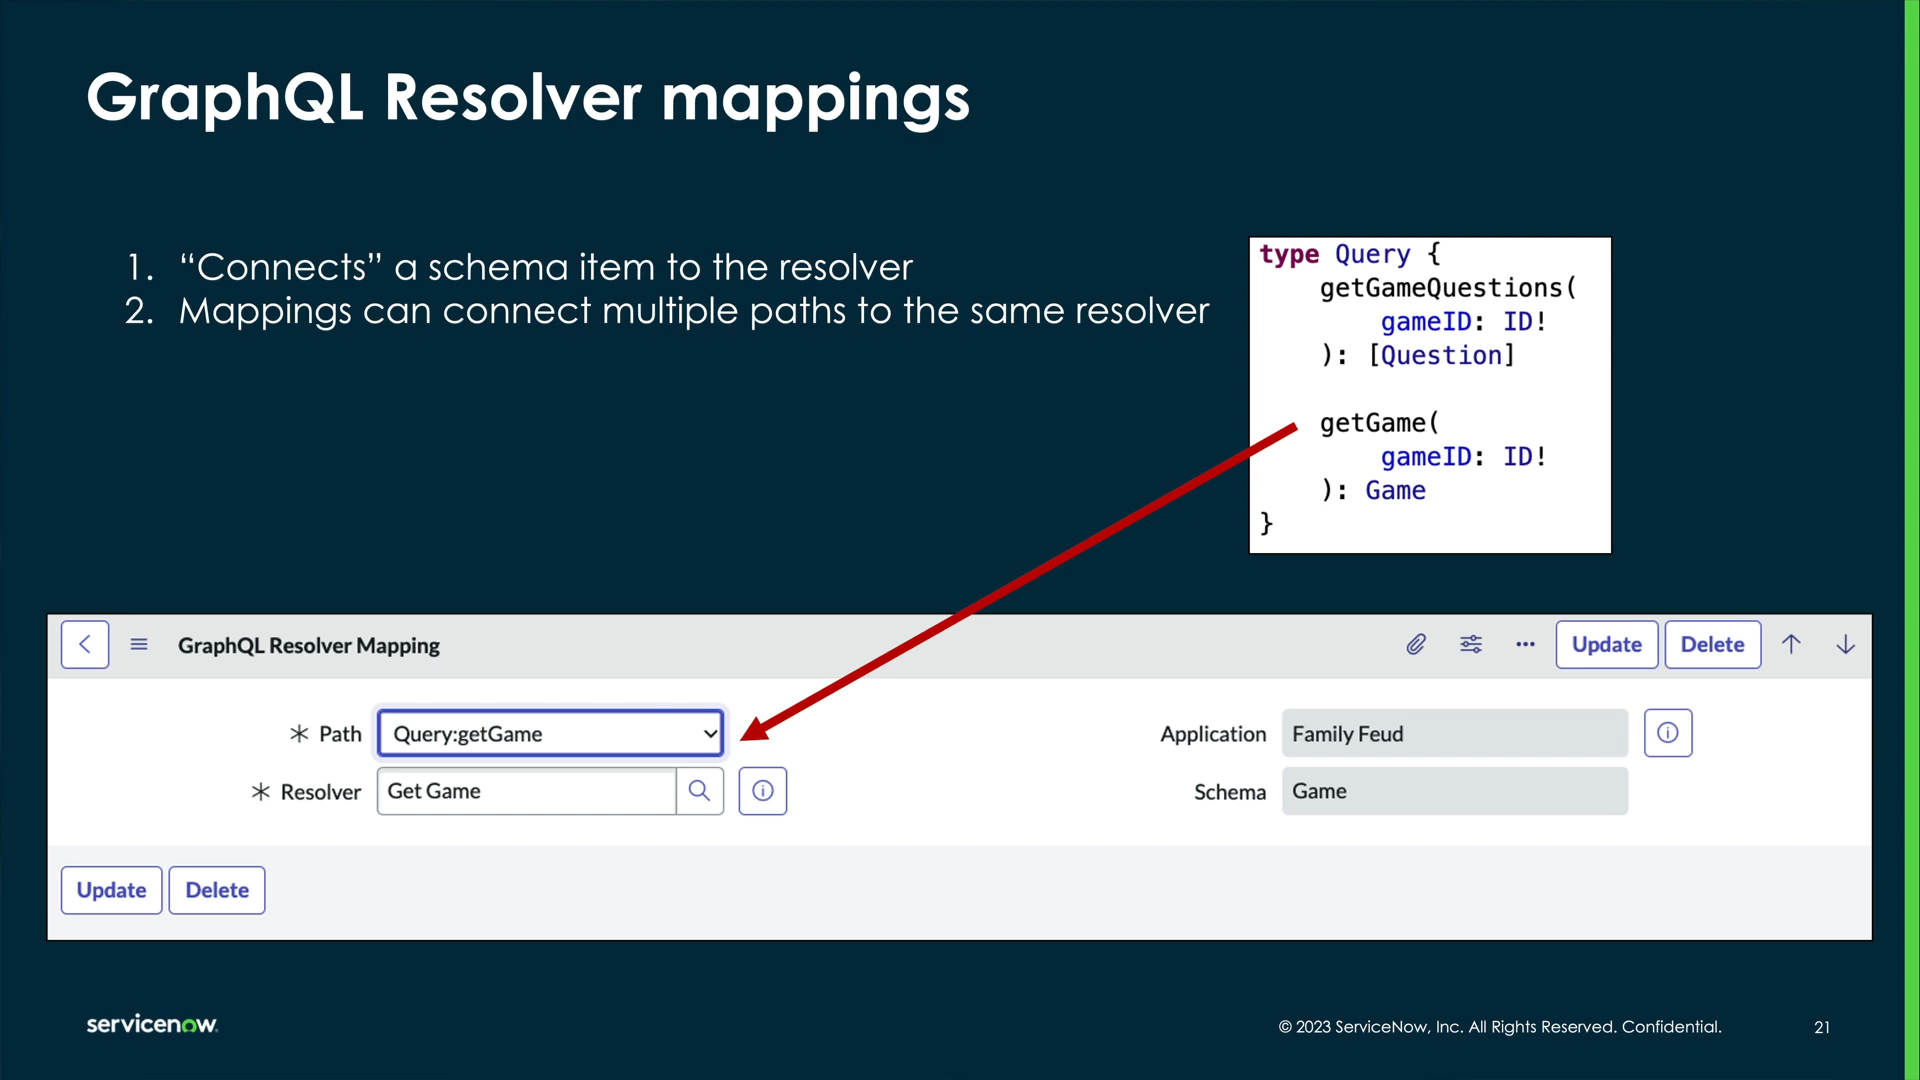 GraphQL Resolver mappings
1. “Connects” a schema item to the resolver
2. Mappings can connect multiple paths to the same resolver
type Query {
getGameQuestions(
gameID: ID!
): [Question]
getGame(
gameID: ID!
): Game
}
GraphQL Resolver Mapping
Update
Delete
Path
Query:getGame
Application
Family Feud
Resolver
Get Game
Schema
Game
Update
Delete
servicenow.
© 2023 ServiceNow, Inc. All Rights Reserved. Confidential.
21